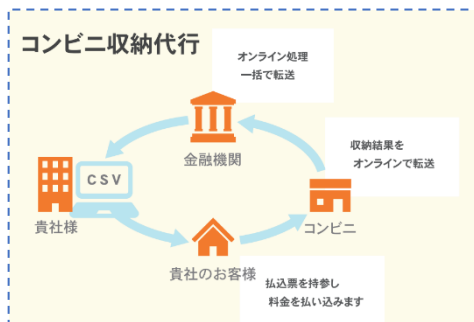 コンビニ収納代行
オンライン処理
一括で転送
金融機関
収納結果を
オンラインで転送
CSV
貴社様
コンビニ
貴社のお客様
払込票を持参し
料金を払い込みます